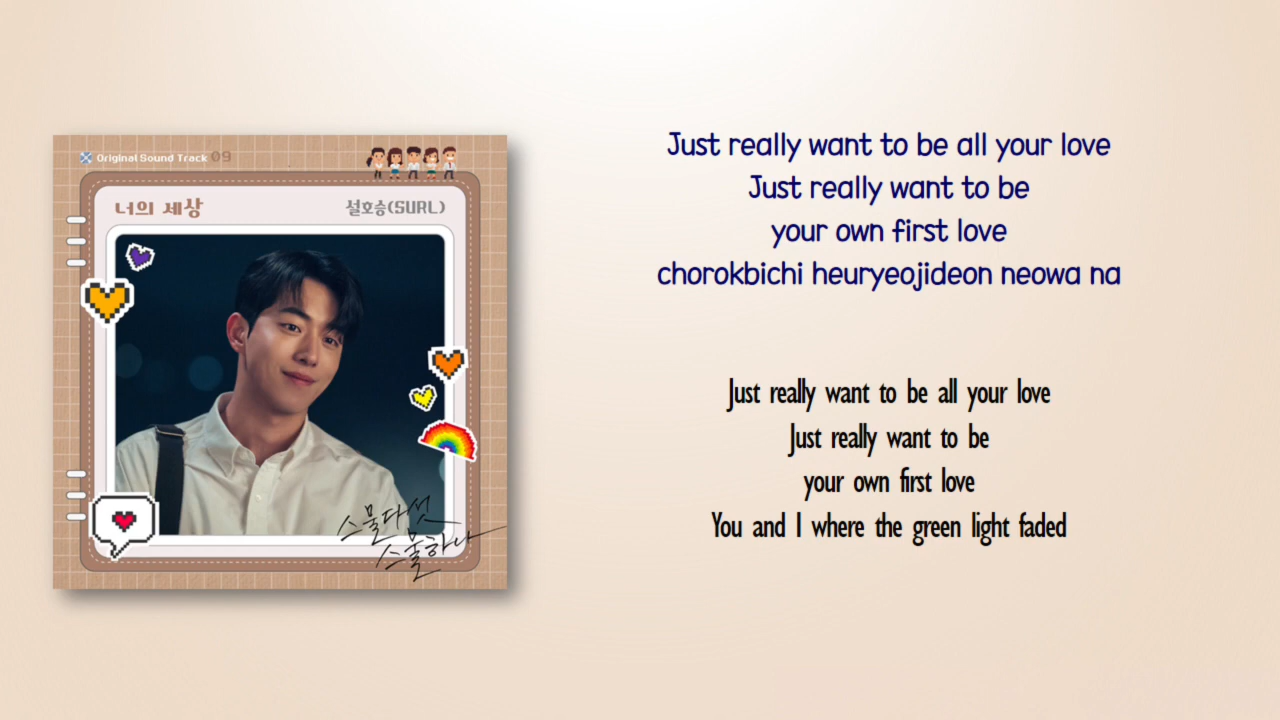 Original Sound Track 09
너의 세상
설호승(SURL)
스물다섯
스물하나
Just really want to be all your love
Just really want to be
your own first love
chorokbichi heuryeojideon neowa na
Just really want to be all your love
Just really want to be
your own first love
You and I where the green light faded